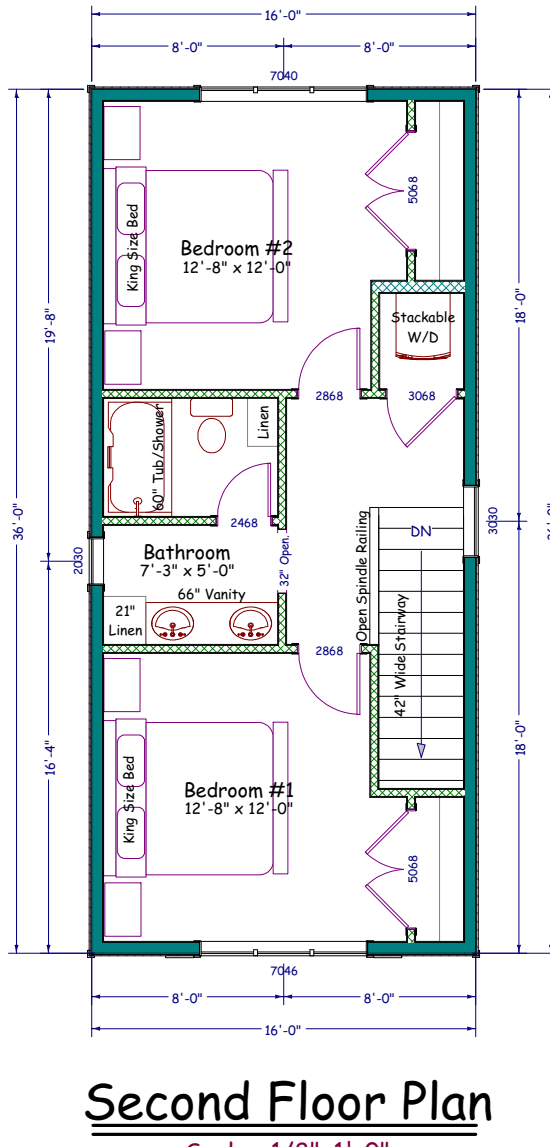 16'-0"
8'-0" 8'-0"
7040
5068
King Size Bed
Bedroom #2
12'-8" x 12'-0"
Stackable
W/D
19'-8"
18'-0"
2868
3068
Linen
60" Tub/Shower
2468
36'-0"
3030
DN
Open Spindle Railing
32" Open.
Bathroom
7'-3" x 5'-0"
2030
66" Vanity
21"
Linen
2868
42" Wide Stairway
16'-4"
18'-0"
King Size Bed
Bedroom #1
12'-8" x 12'-0"
5068
7046
8'-0" 8'-0"
16'-0"
Second Floor Plan